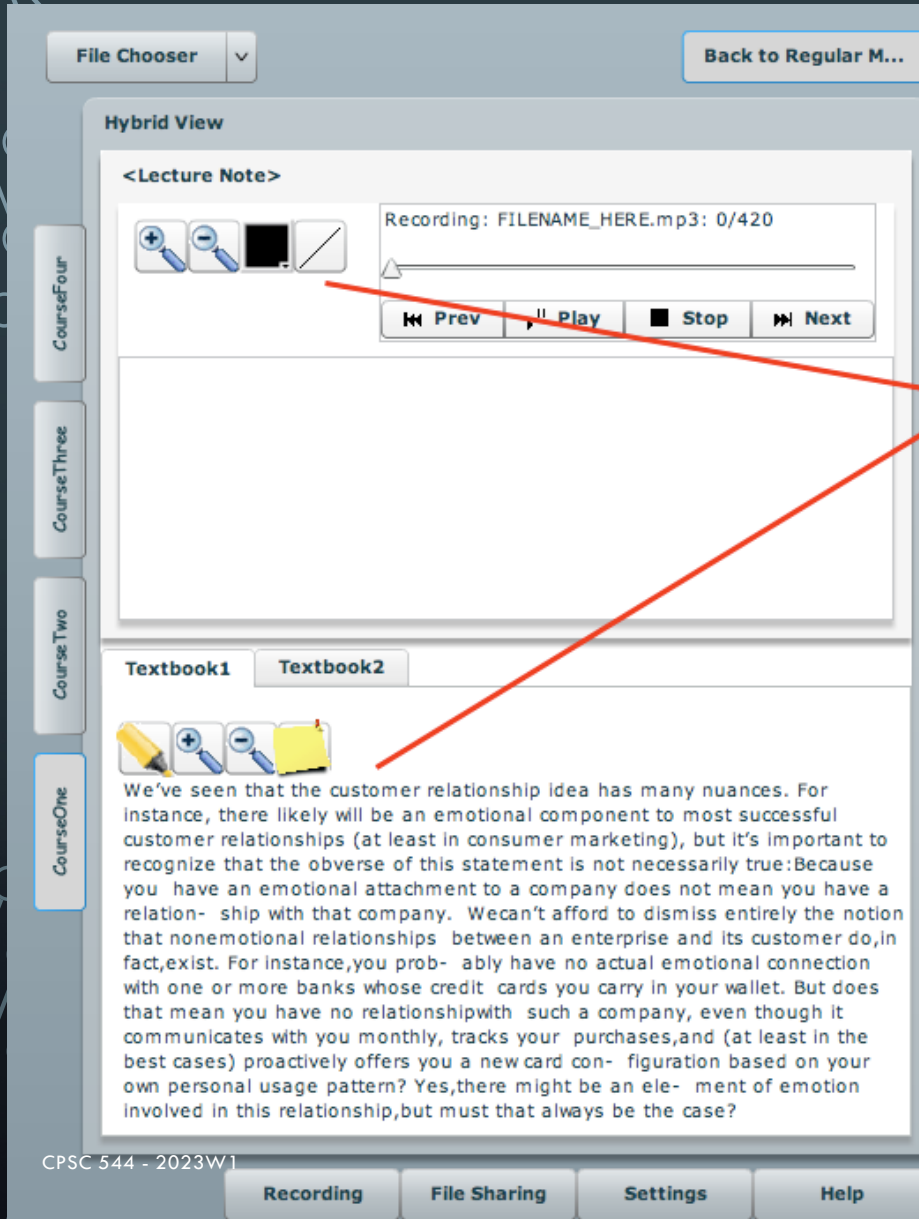 File Chooser
Back to Regular M...
Hybrid View
<Lecture Note>
Recording: FILENAME_HERE.mp3: 0/420
Prev
Play
Stop
Next
CourseFour
CourseThree
CourseTwo
CourseOne
Textbook1
Textbook2
We've seen that the customer relationship idea has many nuances. For
instance, there likely will be an emotional component to most successful
customer relationships (at least in consumer marketing), but it's important to
recognize that the obverse of this statement is not necessarily true:Because
you have an emotional attachment to a company does not mean you have a
relation- ship with that company. Wecan't afford to dismiss entirely the notion
that nonemotional relationships between an enterprise and its customer do,in
fact,exist. For instance,you prob- ably have no actual emotional connection
with one or more banks whose credit cards you carry in your wallet. But does
that mean you have no relationshipwith such a company, even though it
communicates with you monthly, tracks your purchases,and (at least in the
best cases) proactively offers you a new card con- figuration based on your
own personal usage pattern? Yes,there might be an ele- ment of emotion
involved in this relationship,but must that always be the case?
CPSC 544 - 2023W1
Recording
File Sharing
Settings
Help